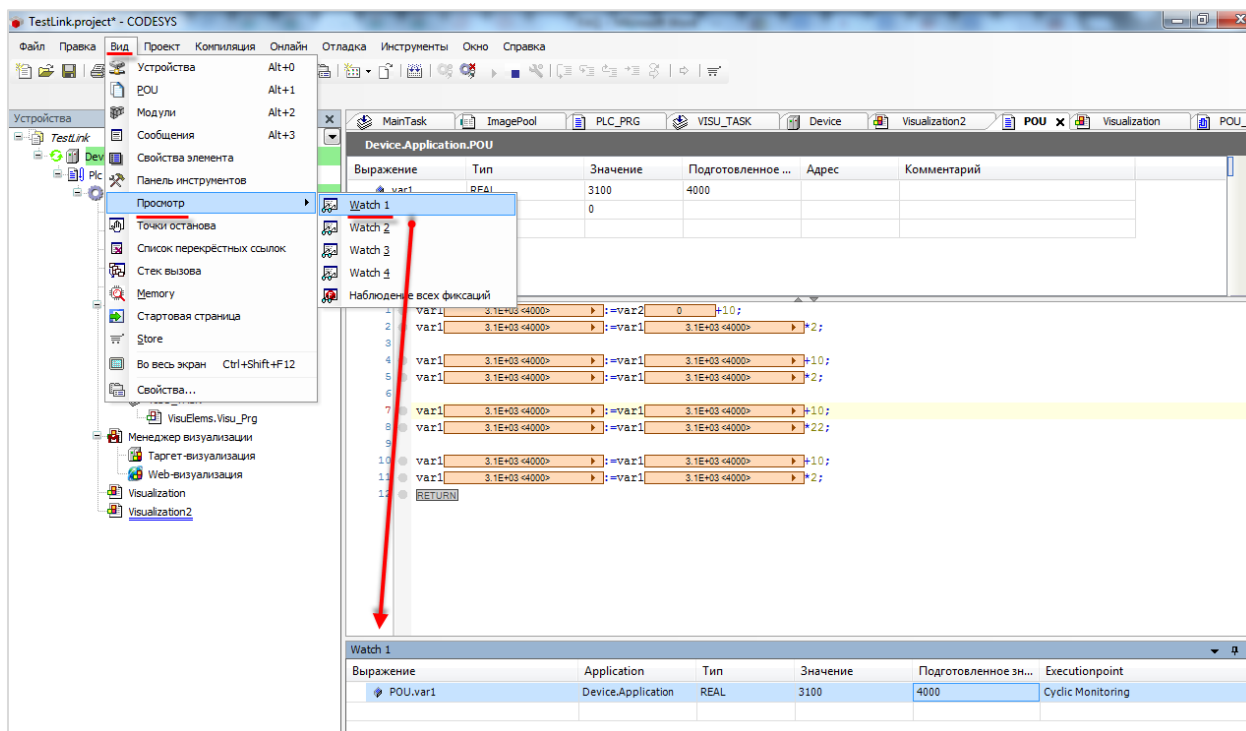 TestLink.project* - CODESYS
Файл Правка Вид Проект Компиляция Онлайн Отладка Инструменты Окно Справка
Устройства Alt+0
POU Alt+1
Модули Alt+2
Сообщения Alt+3
Свойства элемента
Панель инструментов
Просмотр
Точки останова
Список перекрёстных ссылок
Стек вызова
Memory
Стартовая страница
Store
Во весь экран Ctrl+Shift+F12
Свойства...
Watch 1
Watch 2
Watch 3
Watch 4
Наблюдение всех фиксаций
Устройства
TestLink
Dev
Plc
VisuElems.Visu_Prg
Менеджер визуализации
Таргет-визуализация
Web-визуализация
Visualization
Visualization2
MainTask ImagePool PLC_PRG VISU_TASK Device Visualization2 POU Visualization POU_
Device.Application.POU
Выражение Тип Значение Подготовленное ... Адрес Комментарий
var1 REAL 3100 4000
0
1 var1 3.1E+03 <4000> :=var2 0 +10;
2 var1 3.1E+03 <4000> :=var1 3.1E+03 <4000> *2;
3
4 var1 3.1E+03 <4000> :=var1 3.1E+03 <4000> +10;
5 var1 3.1E+03 <4000> :=var1 3.1E+03 <4000> *2;
6
7 var1 3.1E+03 <4000> :=var1 3.1E+03 <4000> +10;
8 var1 3.1E+03 <4000> :=var1 3.1E+03 <4000> *22;
9
10 var1 3.1E+03 <4000> :=var1 3.1E+03 <4000> +10;
11 var1 3.1E+03 <4000> :=var1 3.1E+03 <4000> *2;
12 RETURN
Watch 1
Выражение Application Тип Значение Подготовленное зн... Executionpoint
POU.var1 Device.Application REAL 3100 4000 Cyclic Monitoring